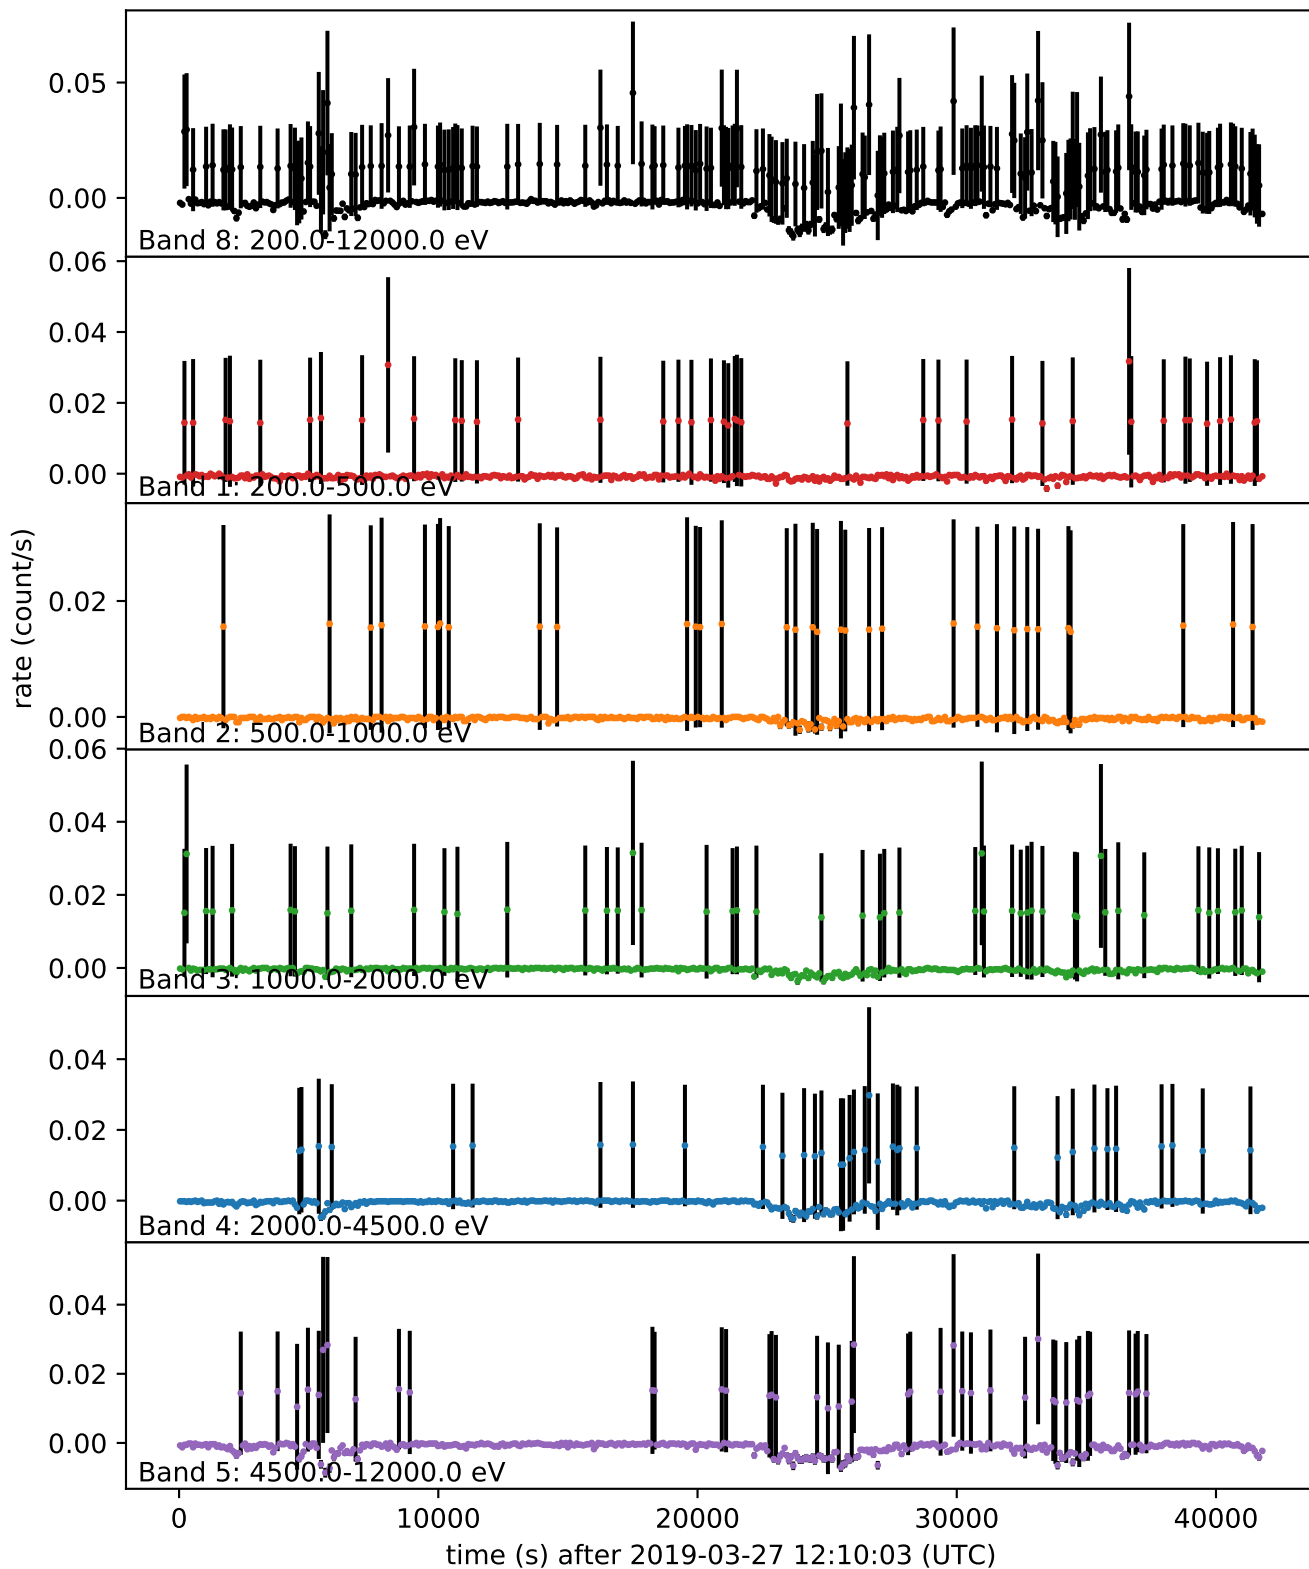 0.05
0.00
Band 8: 200.0-12000.0 eV
0.06
0.04
0.02
0.00
Band 1: 200.0-500.0 eV
rate (count/s)
0.02
0.00
Band 2: 500.0-1000.0 eV
0.06
0.04
0.02
0.00
Band 3: 1000.0-2000.0 eV
0.04
0.02
0.00
Band 4: 2000.0-4500.0 eV
0.04
0.02
0.00
Band 5: 4500.0-12000.0 eV
0 10000 20000 30000 40000
time (s) after 2019-03-27 12:10:03 (UTC)